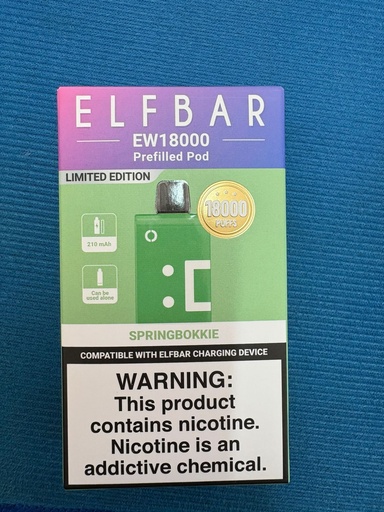 ELFBAR
EW18000
Prefilled Pod
LIMITED EDITION
18000
PUFFS
210 mAh
Can be
used alone
SPRINGBOKKIE
COMPATIBLE WITH ELFBAR CHARGING DEVICE
WARNING:
This product
contains nicotine.
Nicotine is an
addictive chemical.